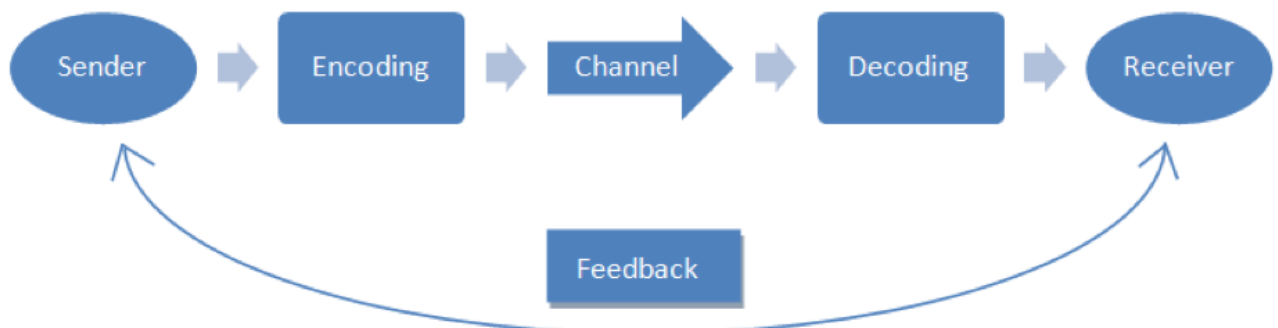 Sender
Encoding
Channel
Decoding
Receiver
Feedback